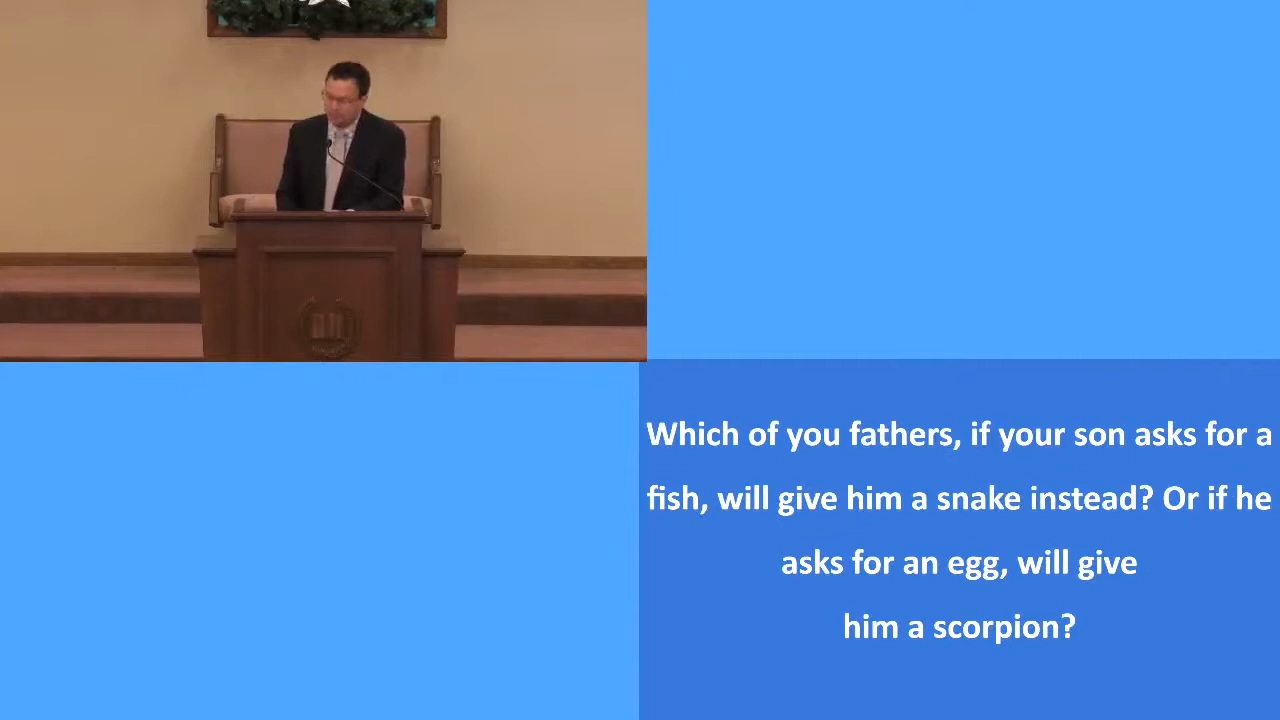 Which of you fathers, if your son asks for a
fish, will give him a snake instead? Or if he
asks for an egg, will give
him a scorpion?